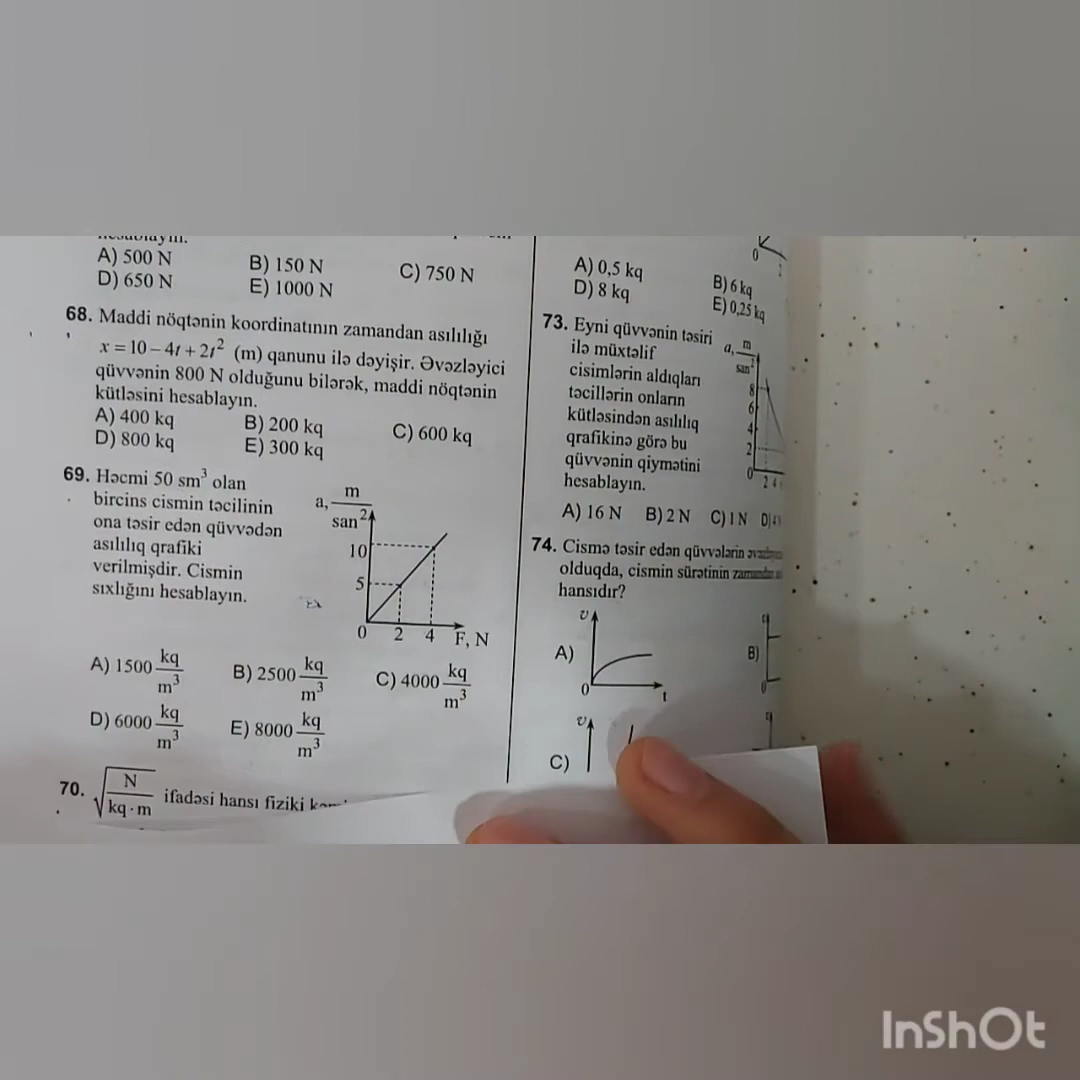 A) 500 N B) 150 N C) 750 N
D) 650 N E) 1000 N
68. Maddi nöqtənin koordinatının zamandan asılılığı
x = 10 – 4t + 2t² (m) qanunu ilə dəyişir. Əvəzləyici
qüvvənin 800 N olduğunu bilərək, maddi nöqtənin
kütləsini hesablayın.
A) 400 kq B) 200 kq C) 600 kq
D) 800 kq E) 300 kq
69. Həcmi 50 sm³ olan
bircins cismin təcilinin
ona təsir edən qüvvədən
asılılıq qrafiki
verilmişdir. Cismin
sıxlığını hesablayın.
a, m/san²
10
5
0 2 4 F, N
A) 1500 kq/m³ B) 2500 kq/m³ C) 4000 kq/m³
D) 6000 kq/m³ E) 8000 kq/m³
70. √(N/(kq · m)) ifadəsi hansı fiziki
0
A) 0,5 kq B) 6 kq
D) 8 kq E) 0,25 kq
73. Eyni qüvvənin təsiri
ilə müxtəlif
cisimlərin aldıqları
təcillərin onların
kütləsindən asılılıq
qrafikinə görə bu
qüvvənin qiymətini
hesablayın.
a, m/san²
8
6
4
2
0 2 4
A) 16 N B) 2 N C) 1 N D) 4
74. Cismə təsir edən qüvvələrin
olduqda, cismin sürətinin
hansıdır?
A) υ 0 t B) 0
C) υ
InShOt